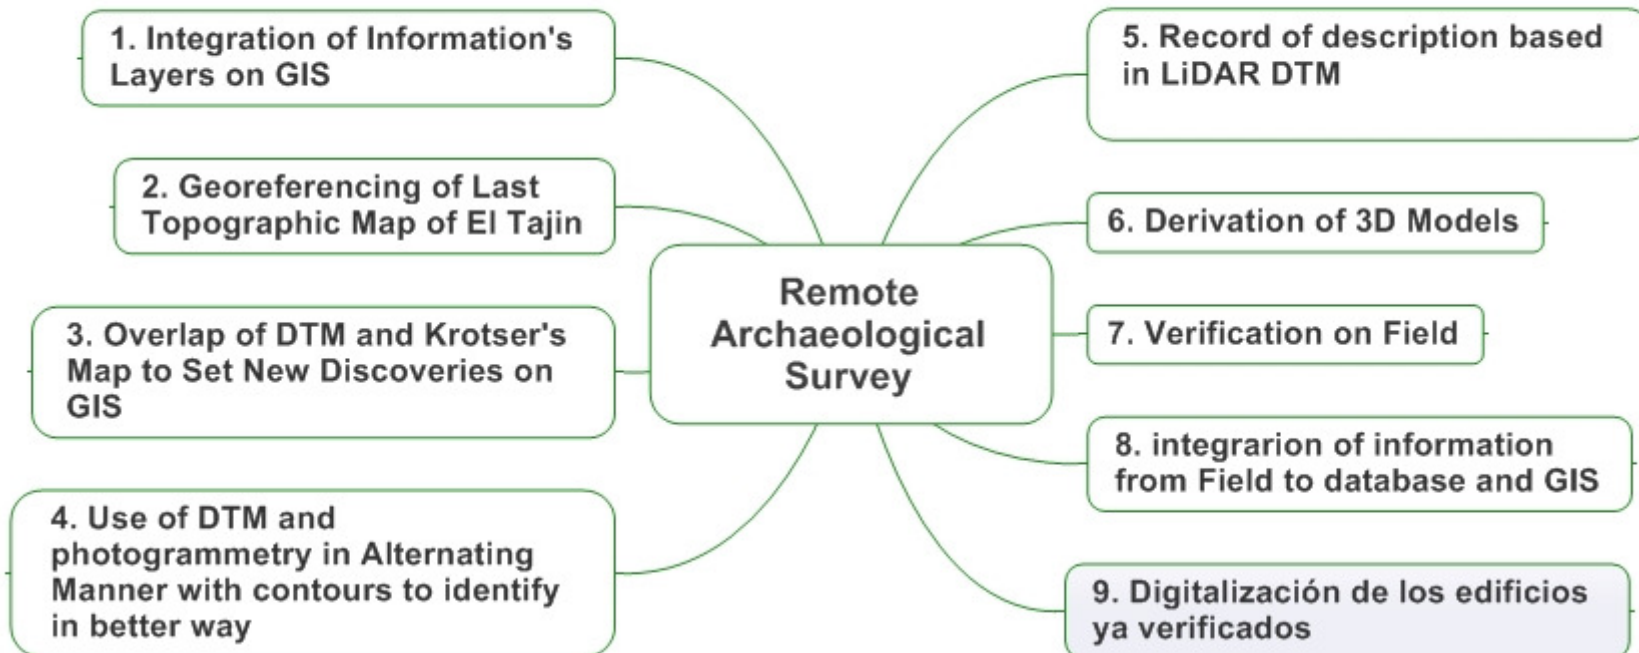 1. Integration of Information's
Layers on GIS
2. Georeferencing of Last
Topographic Map of El Tajin
3. Overlap of DTM and Krotser's
Map to Set New Discoveries on
GIS
4. Use of DTM and
photogrammetry in Alternating
Manner with contours to identify
in better way
Remote
Archaeological
Survey
5. Record of description based
in LiDAR DTM
6. Derivation of 3D Models
7. Verification on Field
8. integrarion of information
from Field to database and GIS
9. Digitalización de los edificios
ya verificados